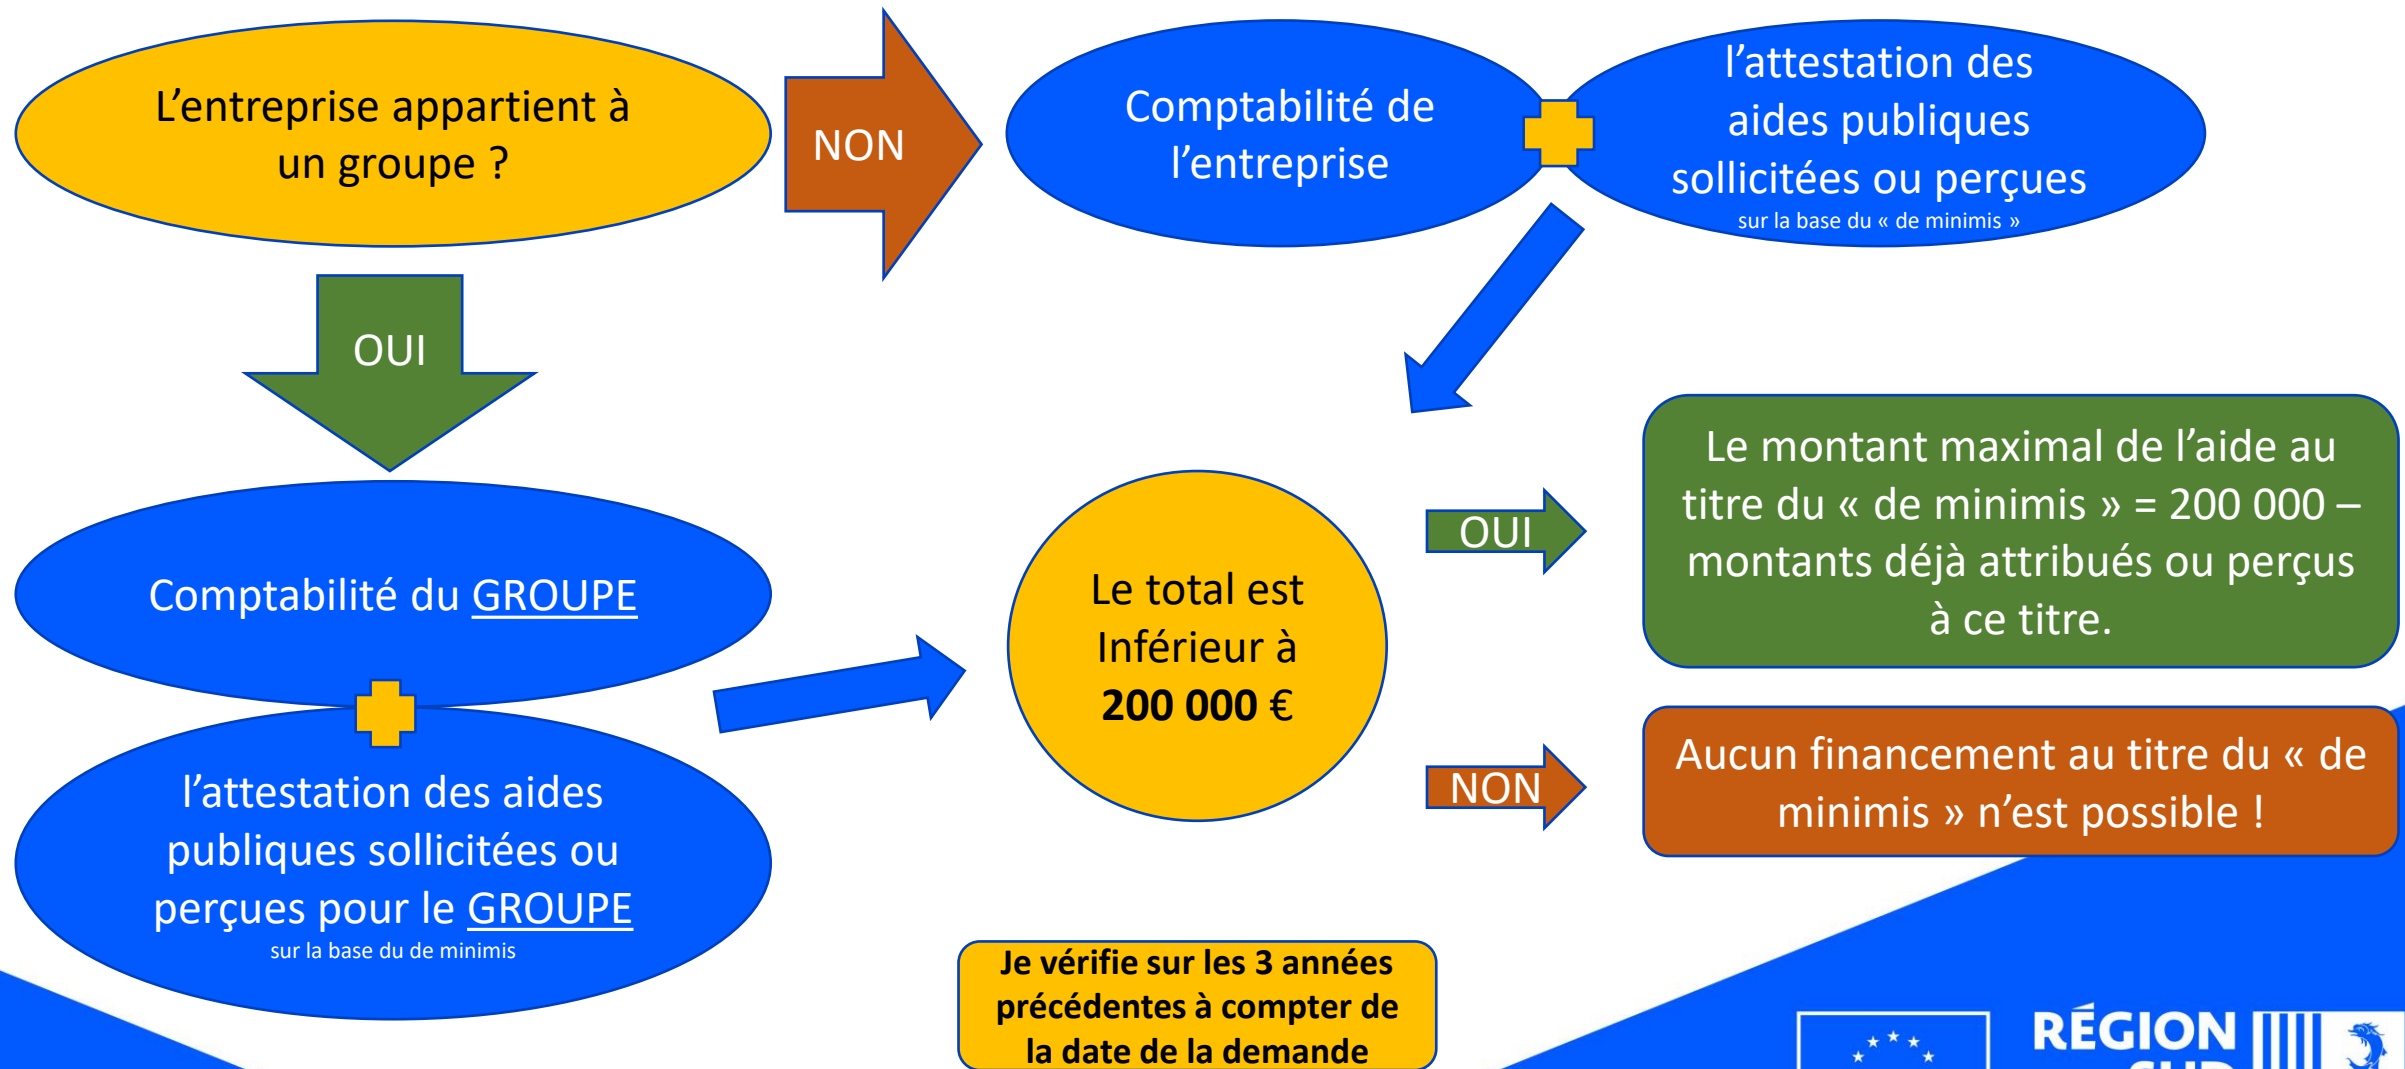 L’entreprise appartient à
un groupe ?
NON
Comptabilité de
l’entreprise
l’attestation des
aides publiques
sollicitées ou perçues
sur la base du « de minimis »
OUI
Comptabilité du GROUPE
l’attestation des aides
publiques sollicitées ou
perçues pour le GROUPE
sur la base du de minimis
Le total est
Inférieur à
200 000 €
OUI
Le montant maximal de l’aide au
titre du « de minimis » = 200 000 –
montants déjà attribués ou perçus
à ce titre.
NON
Aucun financement au titre du « de
minimis » n’est possible !
Je vérifie sur les 3 années
précédentes à compter de
la date de la demande
RÉGION
SUD